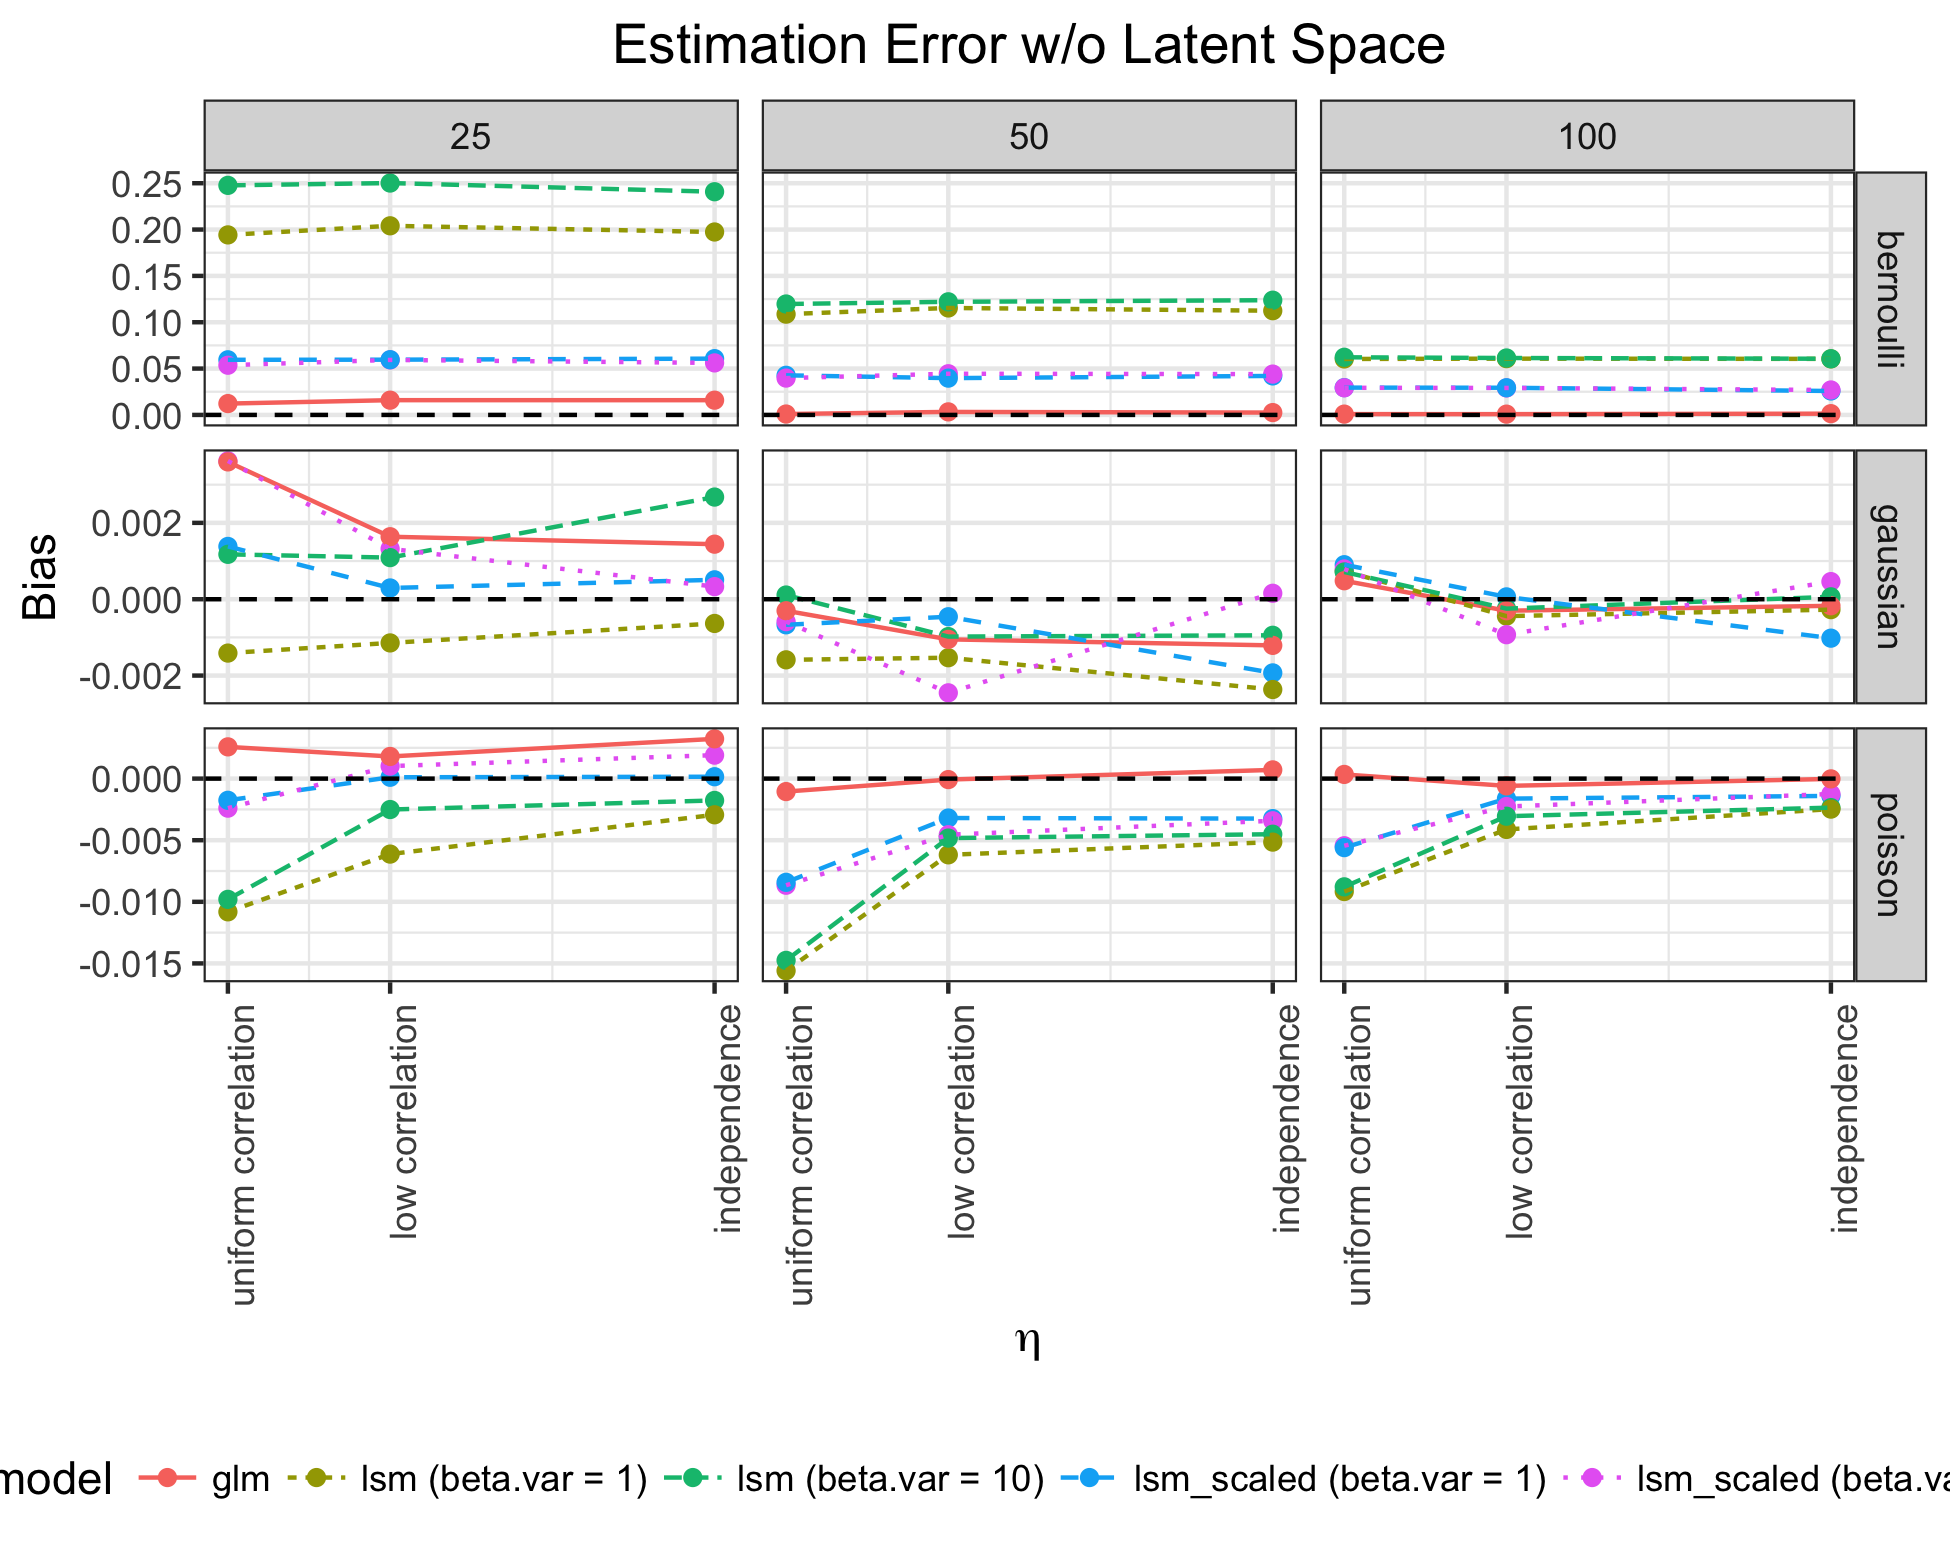 Estimation Error w/o Latent Space
25
50
100
0.25
0.20
0.15
0.10
0.05
0.00
bernoulli
0.002
0.000
-0.002
gaussian
0.000
-0.005
-0.010
-0.015
poisson
Bias
uniform correlation
low correlation
independence
uniform correlation
low correlation
independence
uniform correlation
low correlation
independence
η
model glm lsm (beta.var = 1) lsm (beta.var = 10) lsm_scaled (beta.var = 1) lsm_scaled (beta.va